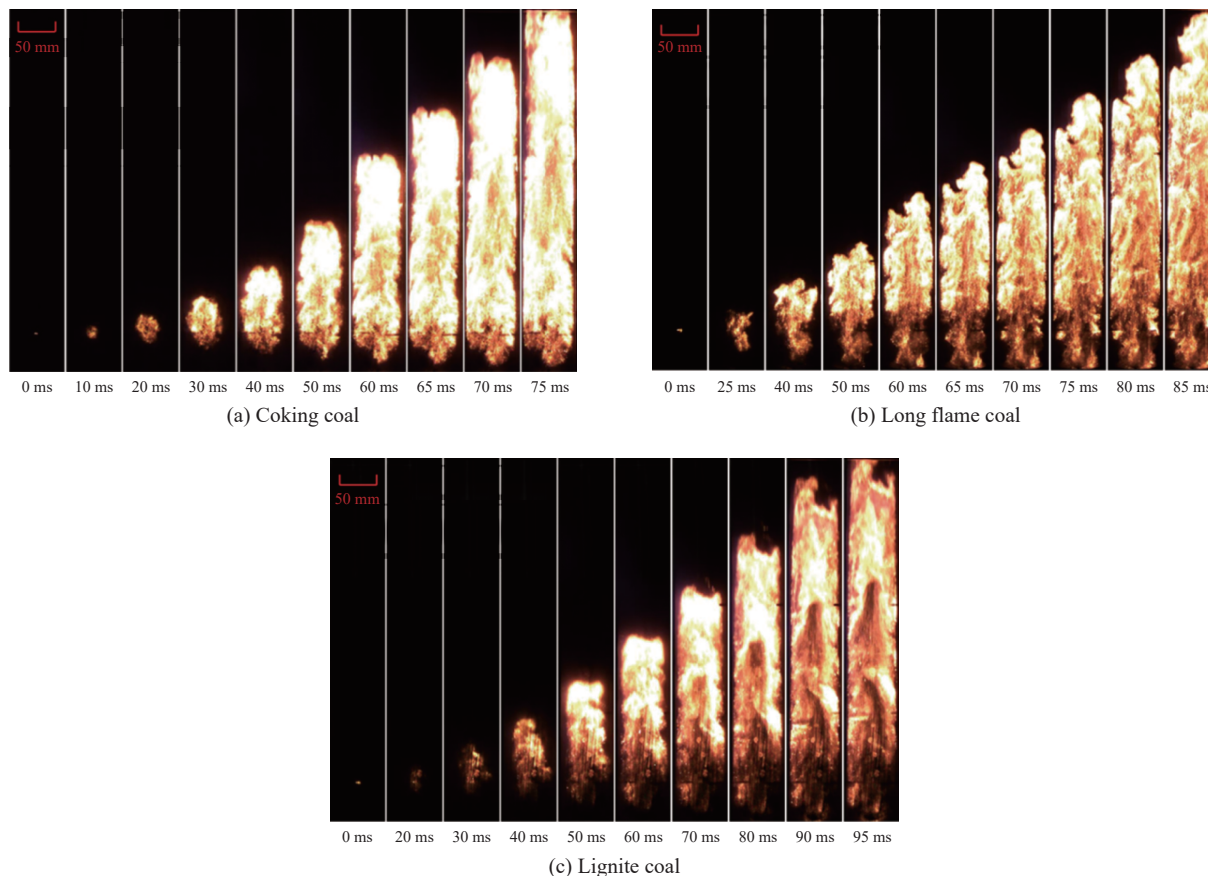 50 mm
0 ms 10 ms 20 ms 30 ms 40 ms 50 ms 60 ms 65 ms 70 ms 75 ms
(a) Coking coal
50 mm
0 ms 25 ms 40 ms 50 ms 60 ms 65 ms 70 ms 75 ms 80 ms 85 ms
(b) Long flame coal
50 mm
0 ms 20 ms 30 ms 40 ms 50 ms 60 ms 70 ms 80 ms 90 ms 95 ms
(c) Lignite coal